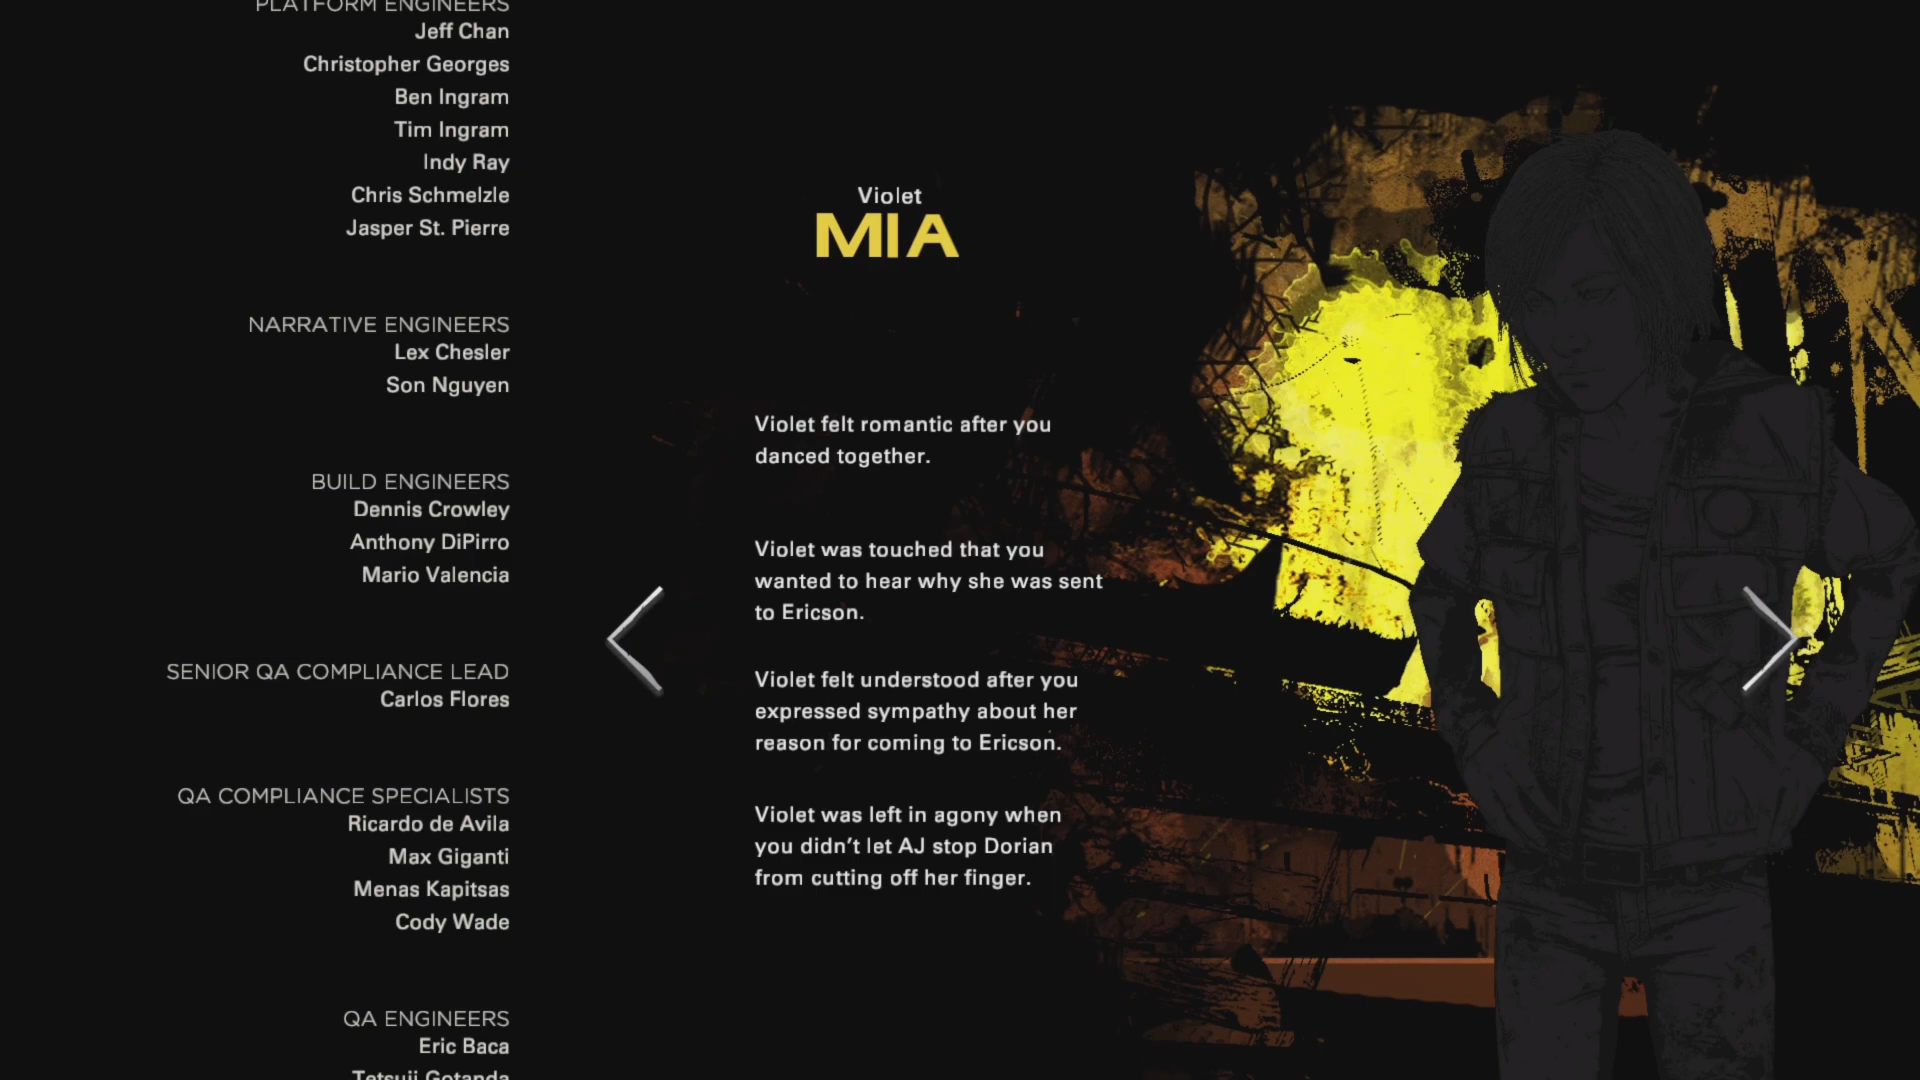 PLATFORM ENGINEERS
Jeff Chan
Christopher Georges
Ben Ingram
Tim Ingram
Indy Ray
Chris Schmelzle
Jasper St. Pierre
NARRATIVE ENGINEERS
Lex Chesler
Son Nguyen
BUILD ENGINEERS
Dennis Crowley
Anthony DiPirro
Mario Valencia
SENIOR QA COMPLIANCE LEAD
Carlos Flores
QA COMPLIANCE SPECIALISTS
Ricardo de Avila
Max Giganti
Menas Kapitsas
Cody Wade
QA ENGINEERS
Eric Baca
Tetsuji Gotanda
Violet
MIA
Violet felt romantic after you
danced together.
Violet was touched that you
wanted to hear why she was sent
to Ericson.
Violet felt understood after you
expressed sympathy about her
reason for coming to Ericson.
Violet was left in agony when
you didn't let AJ stop Dorian
from cutting off her finger.